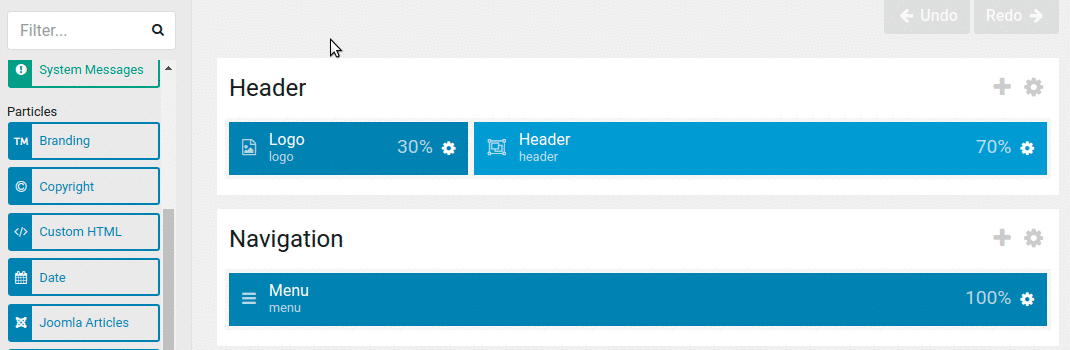 Filter...
Undo
Redo
System Messages
Particles
TM Branding
© Copyright
</> Custom HTML
Date
Joomla Articles
Header
Logo
logo
30%
Header
header
70%
Navigation
Menu
menu
100%